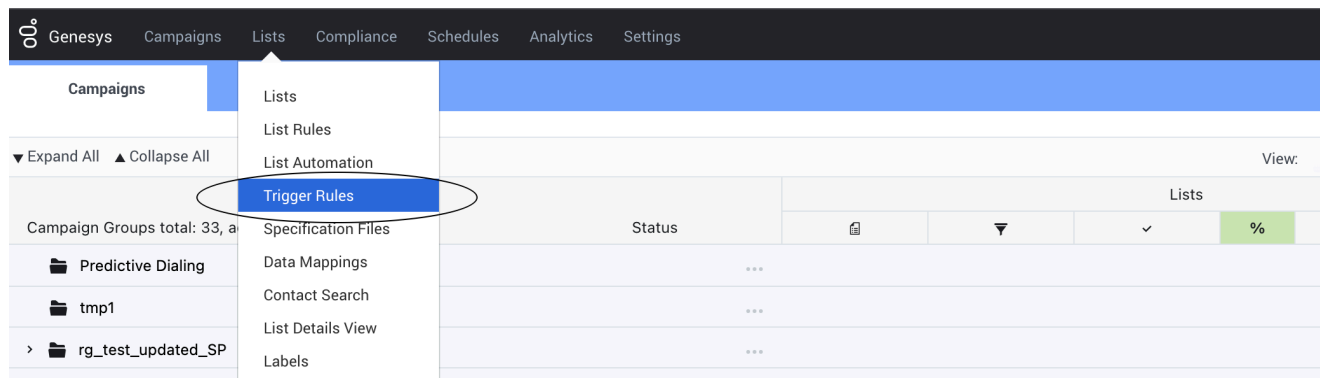 Genesys Campaigns Lists Compliance Schedules Analytics Settings
Campaigns
Lists
List Rules
List Automation
Trigger Rules
Specification Files
Data Mappings
Contact Search
List Details View
Labels
Expand All Collapse All
View:
Lists
Campaign Groups total: 33, a
Status
%
Predictive Dialing
tmp1
rg_test_updated_SP